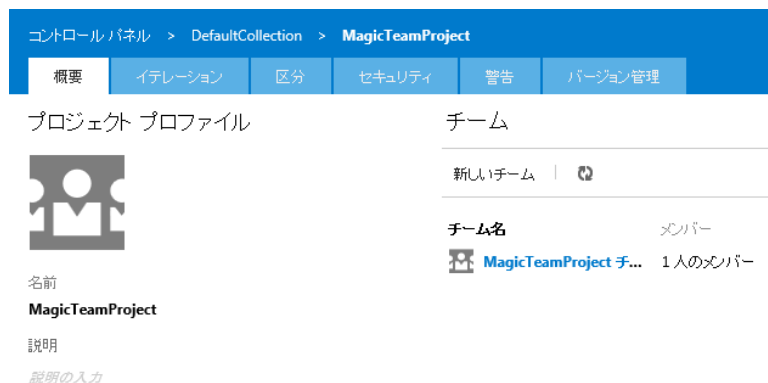 コントロール パネル > DefaultCollection > MagicTeamProject
概要 イテレーション 区分 セキュリティ 警告 バージョン管理
プロジェクト プロファイル
チーム
新しいチーム
チーム名 メンバー
MagicTeamProject チ... 1 人のメンバー
名前
MagicTeamProject
説明
説明の入力